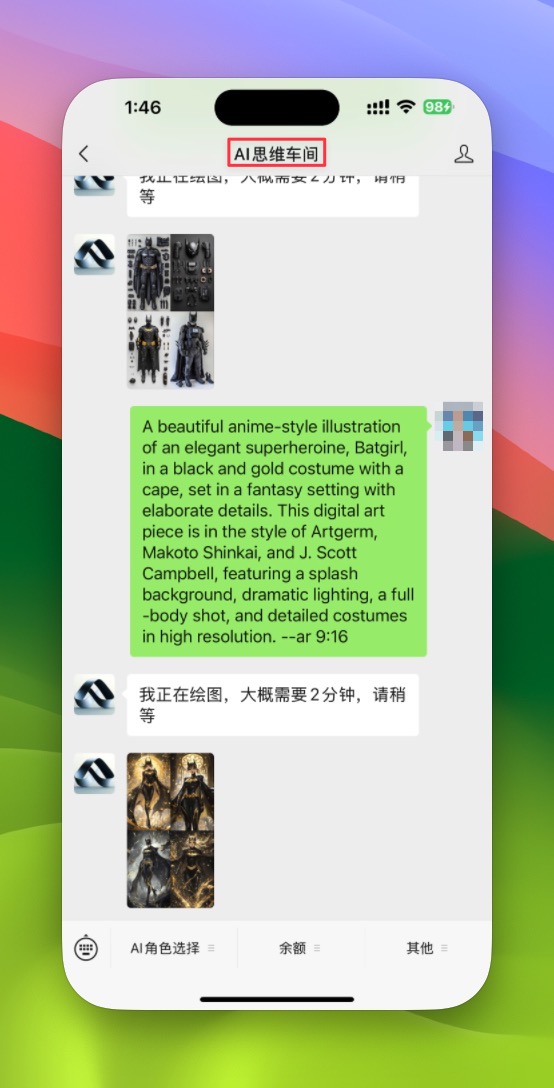 1:46
98
AI思维车间
我正在绘图，大概需要2分钟，请稍
等
A beautiful anime-style illustration
of an elegant superheroine, Batgirl,
in a black and gold costume with a
cape, set in a fantasy setting with
elaborate details. This digital art
piece is in the style of Artgerm,
Makoto Shinkai, and J. Scott
Campbell, featuring a splash
background, dramatic lighting, a full
-body shot, and detailed costumes
in high resolution. --ar 9:16
我正在绘图，大概需要2分钟，请稍
等
AI角色选择
余额
其他